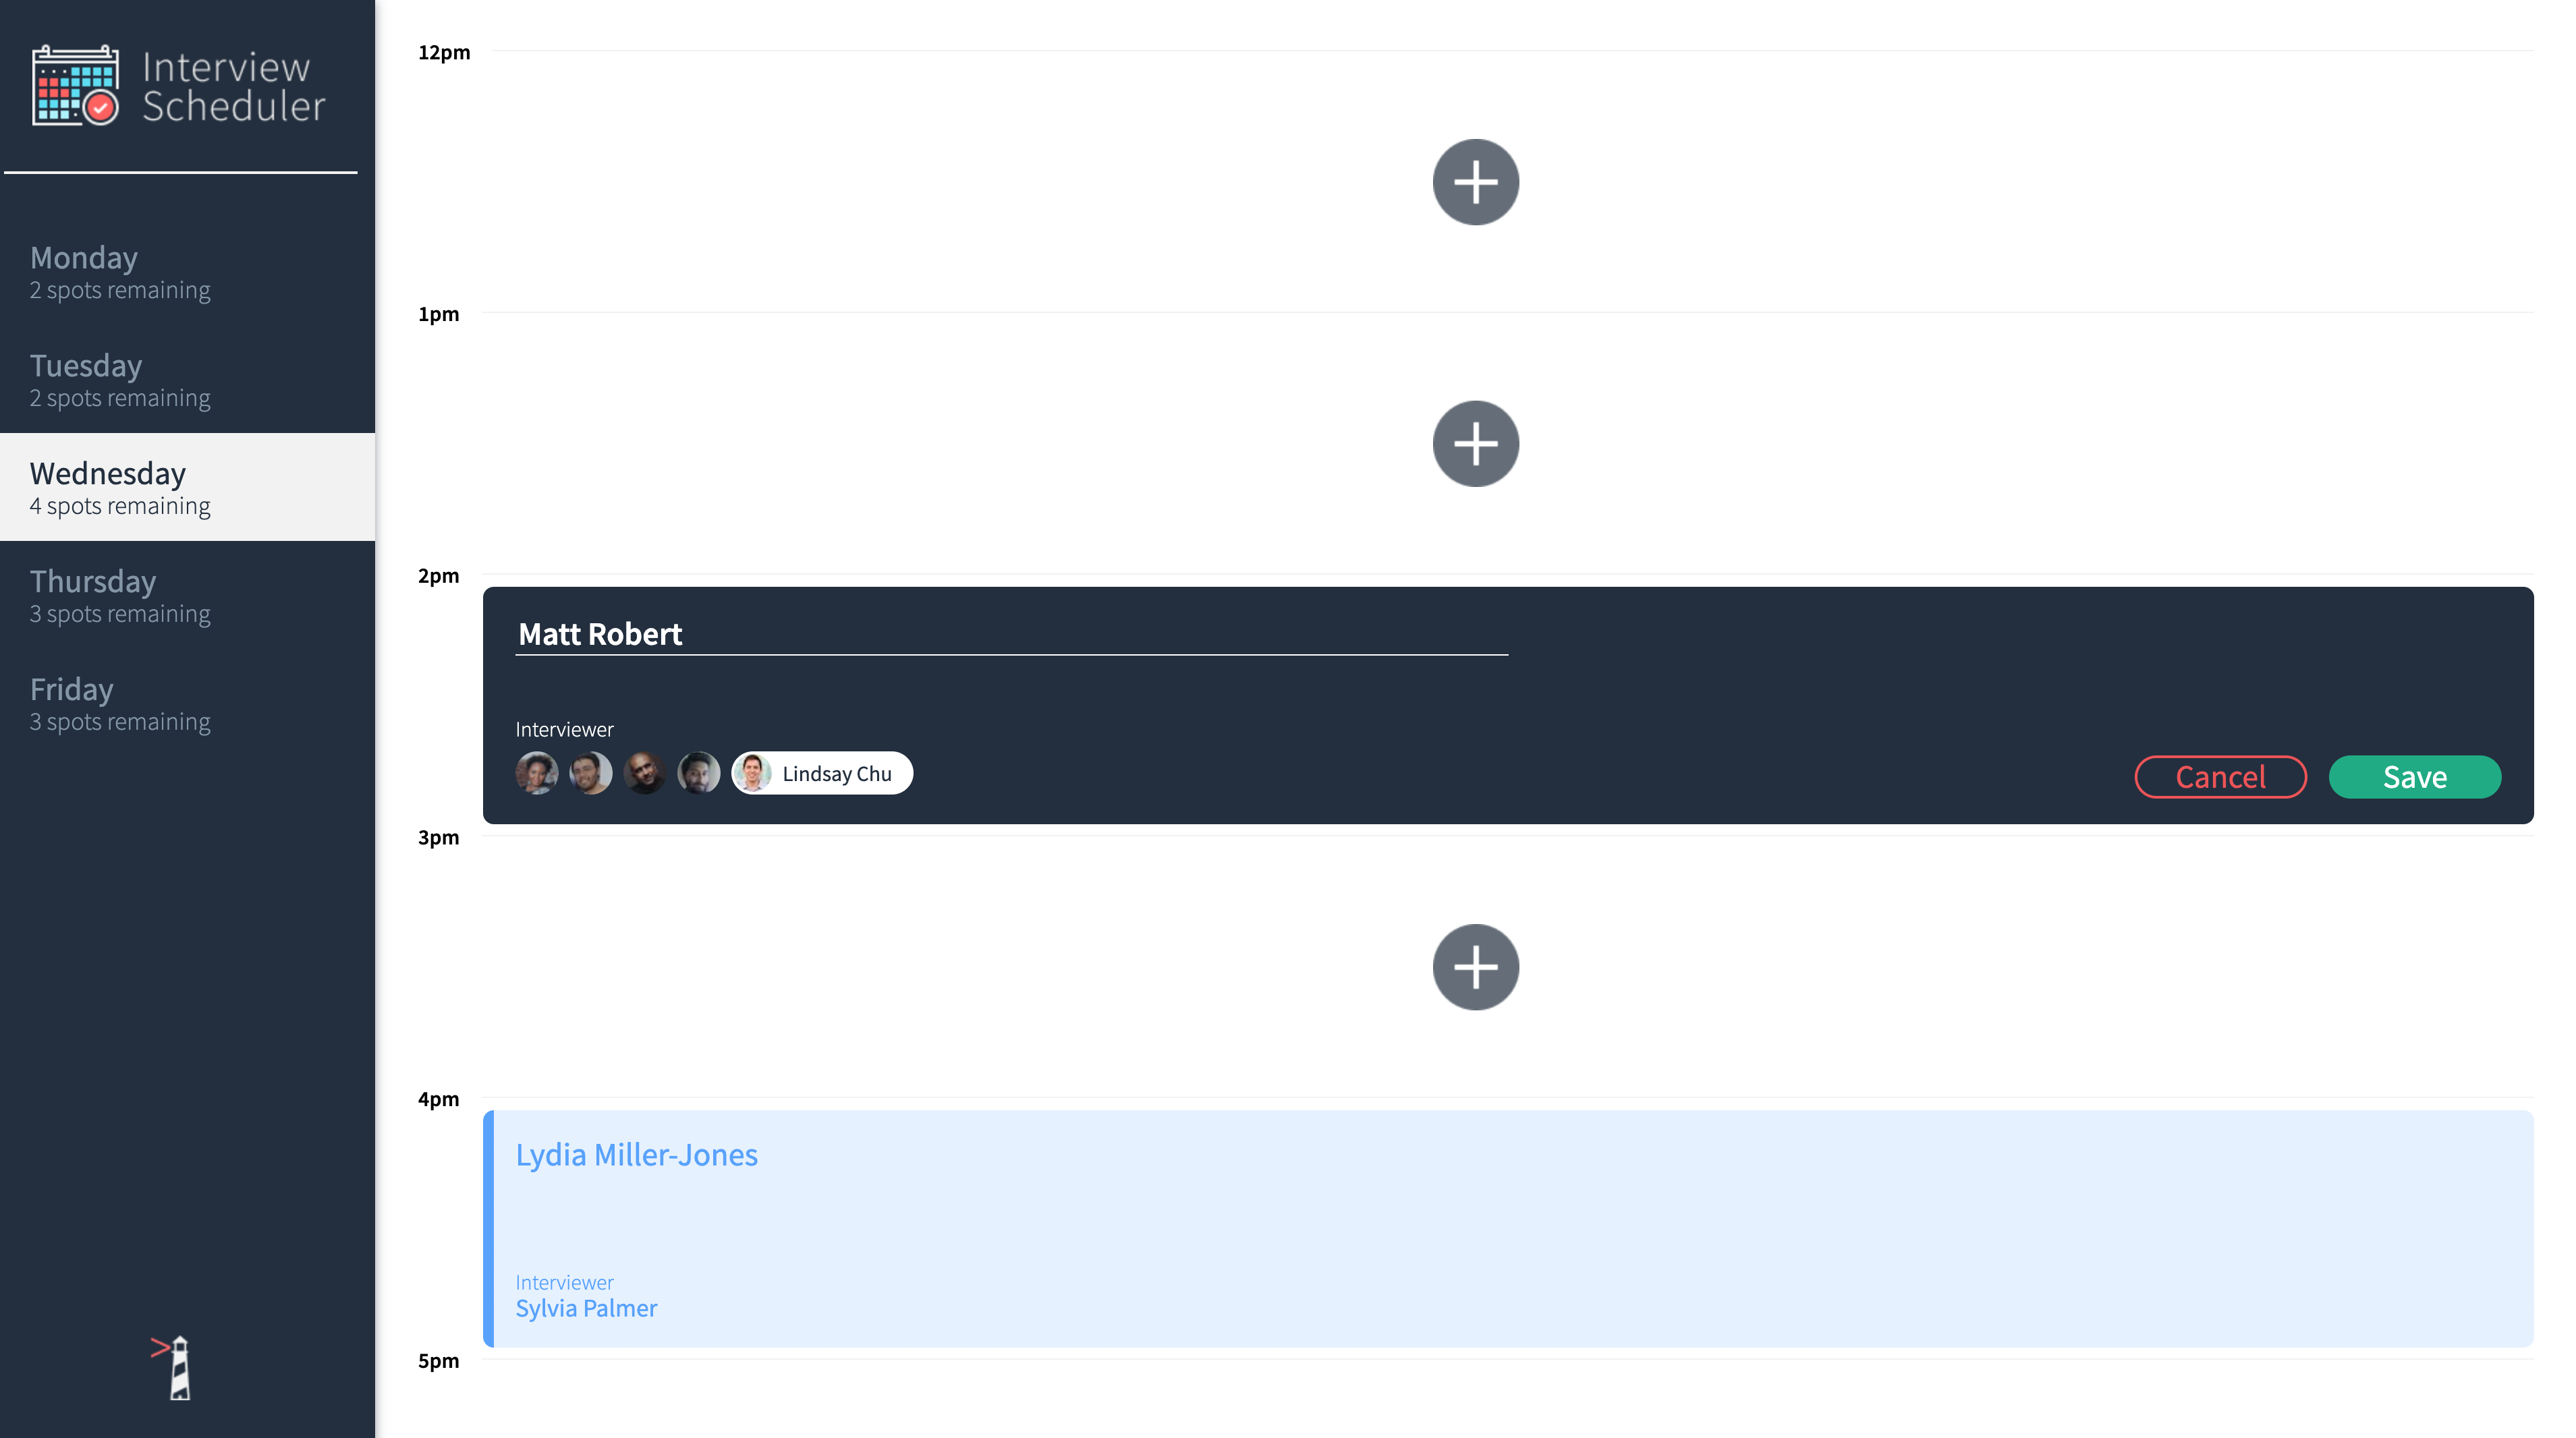 Interview
Scheduler
Monday
2 spots remaining
Tuesday
2 spots remaining
Wednesday
4 spots remaining
Thursday
3 spots remaining
Friday
3 spots remaining
12pm
1pm
2pm
Matt Robert
Interviewer
Lindsay Chu
Cancel
Save
3pm
4pm
Lydia Miller-Jones
Interviewer
Sylvia Palmer
5pm